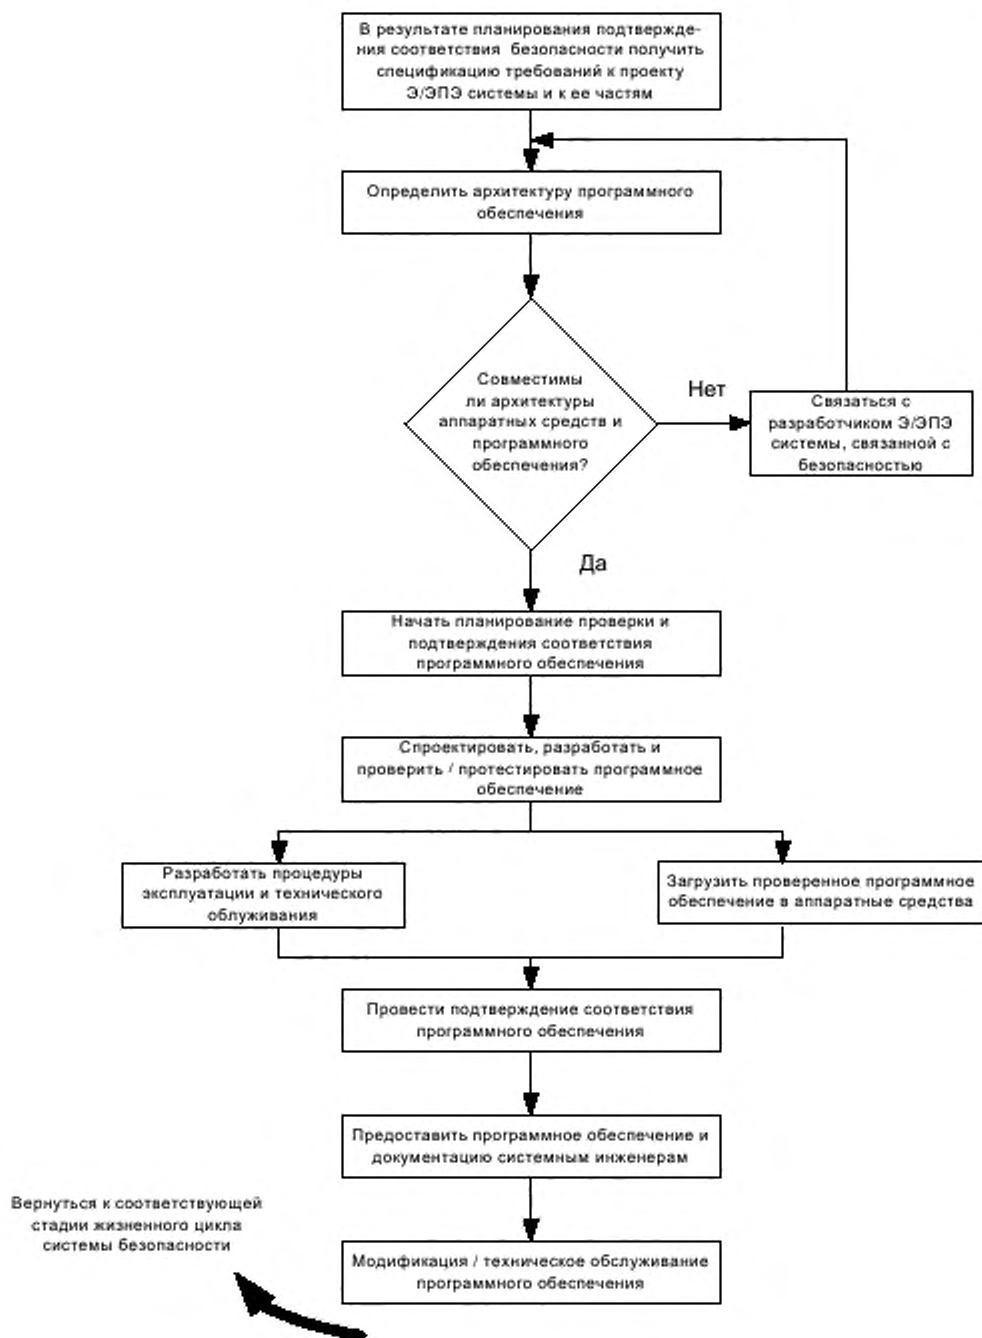 В результате планирования подтвержде-
ния соответствия безопасности получить
спецификацию требований к проекту
Э/ЭПЭ системы и к ее частям
Определить архитектуру программного
обеспечения
Совместимы
ли архитектуры
аппаратных средств и
программного
обеспечения?
Нет
Связаться с
разработчиком Э/ЭПЭ
системы, связанной с
безопасностью
Да
Начать планирование проверки и
подтверждения соответствия
программного обеспечения
Спроектировать, разработать и
проверить / протестировать программное
обеспечение
Разработать процедуры
эксплуатации и технического
облуживания
Загрузить проверенное программное
обеспечение в аппаратные средства
Провести подтверждение соответствия
программного обеспечения
Предоставить программное обеспечение и
документацию системным инженерам
Вернуться к соответствующей
стадии жизненного цикла
системы безопасности
Модификация / техническое обслуживание
программного обеспечения